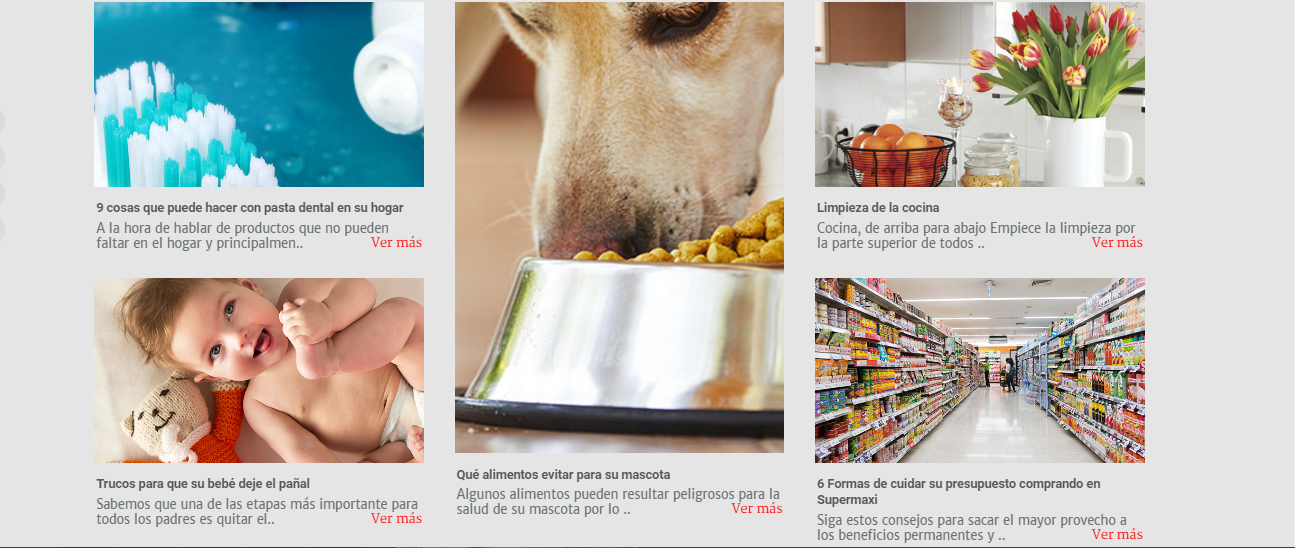 9 cosas que puede hacer con pasta dental en su hogar
A la hora de hablar de productos que no pueden
faltar en el hogar y principalmen..
Ver más
Trucos para que su bebé deje el pañal
Sabemos que una de las etapas más importante para
todos los padres es quitar el..
Ver más
Qué alimentos evitar para su mascota
Algunos alimentos pueden resultar peligrosos para la
salud de su mascota por lo ..
Ver más
Limpieza de la cocina
Cocina, de arriba para abajo Empiece la limpieza por
la parte superior de todos ..
Ver más
6 Formas de cuidar su presupuesto comprando en
Supermaxi
Siga estos consejos para sacar el mayor provecho a
los beneficios permanentes y ..
Ver más